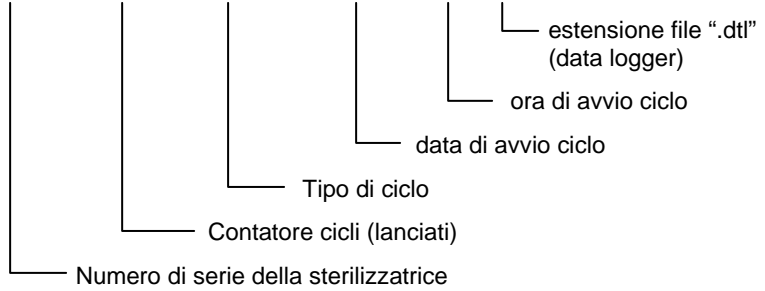 estensione file “.dtl”
(data logger)
ora di avvio ciclo
data di avvio ciclo
Tipo di ciclo
Contatore cicli (lanciati)
Numero di serie della sterilizzatrice